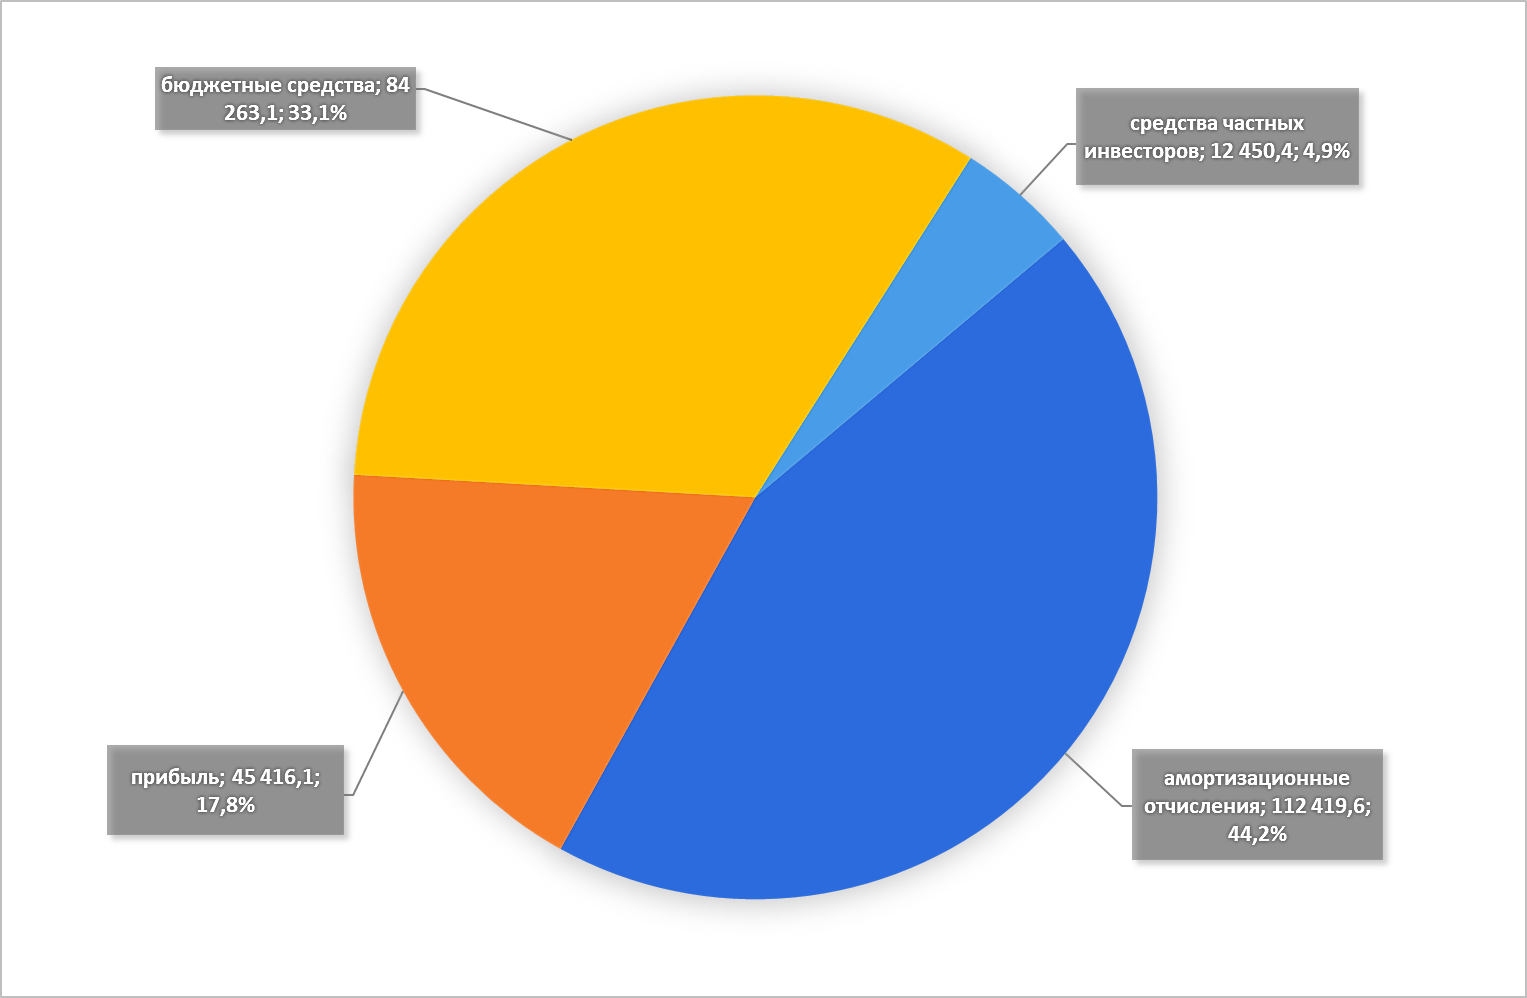 бюджетные средства; 84
263,1; 33,1%
средства частных
инвесторов; 12 450,4; 4,9%
прибыль; 45 416,1;
17,8%
амортизационные
отчисления; 112 419,6;
44,2%